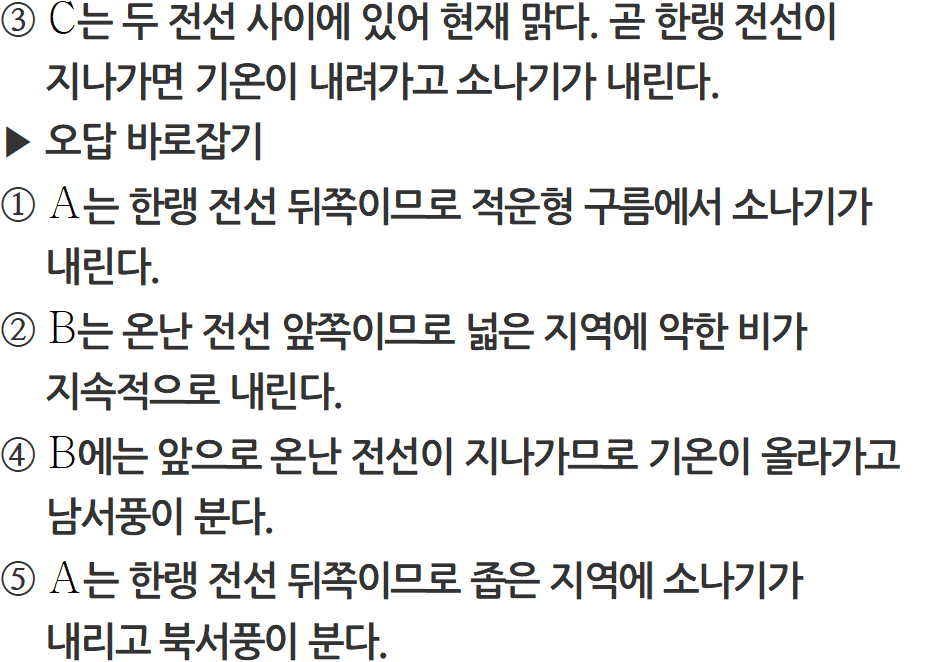 ③ C는 두 전선 사이에 있어 현재 맑다. 곧 한랭 전선이
지나가면 기온이 내려가고 소나기가 내린다.
▶ 오답 바로잡기
① A는 한랭 전선 뒤쪽이므로 적운형 구름에서 소나기가
내린다.
② B는 온난 전선 앞쪽이므로 넓은 지역에 약한 비가
지속적으로 내린다.
④ B에는 앞으로 온난 전선이 지나가므로 기온이 올라가고
남서풍이 분다.
⑤ A는 한랭 전선 뒤쪽이므로 좁은 지역에 소나기가
내리고 북서풍이 분다.